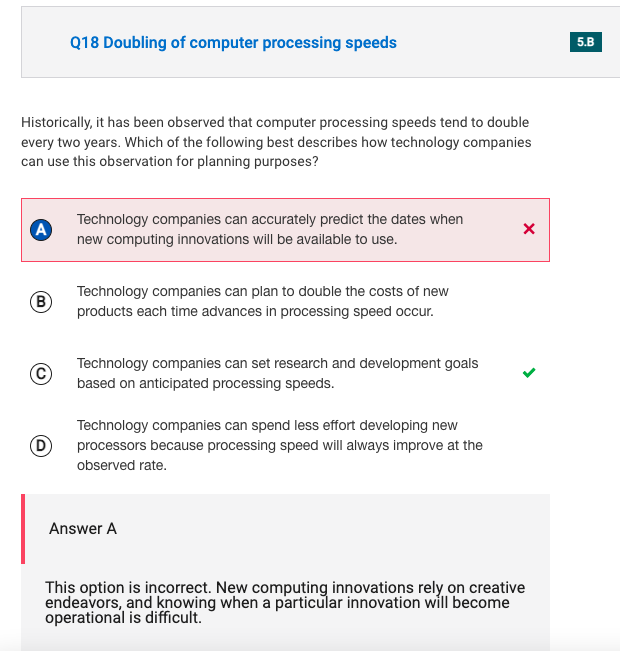 Q18 Doubling of computer processing speeds
5.B
Historically, it has been observed that computer processing speeds tend to double
every two years. Which of the following best describes how technology companies
can use this observation for planning purposes?
A
Technology companies can accurately predict the dates when
new computing innovations will be available to use.
B
Technology companies can plan to double the costs of new
products each time advances in processing speed occur.
C
Technology companies can set research and development goals
based on anticipated processing speeds.
D
Technology companies can spend less effort developing new
processors because processing speed will always improve at the
observed rate.
Answer A
This option is incorrect. New computing innovations rely on creative
endeavors, and knowing when a particular innovation will become
operational is difficult.